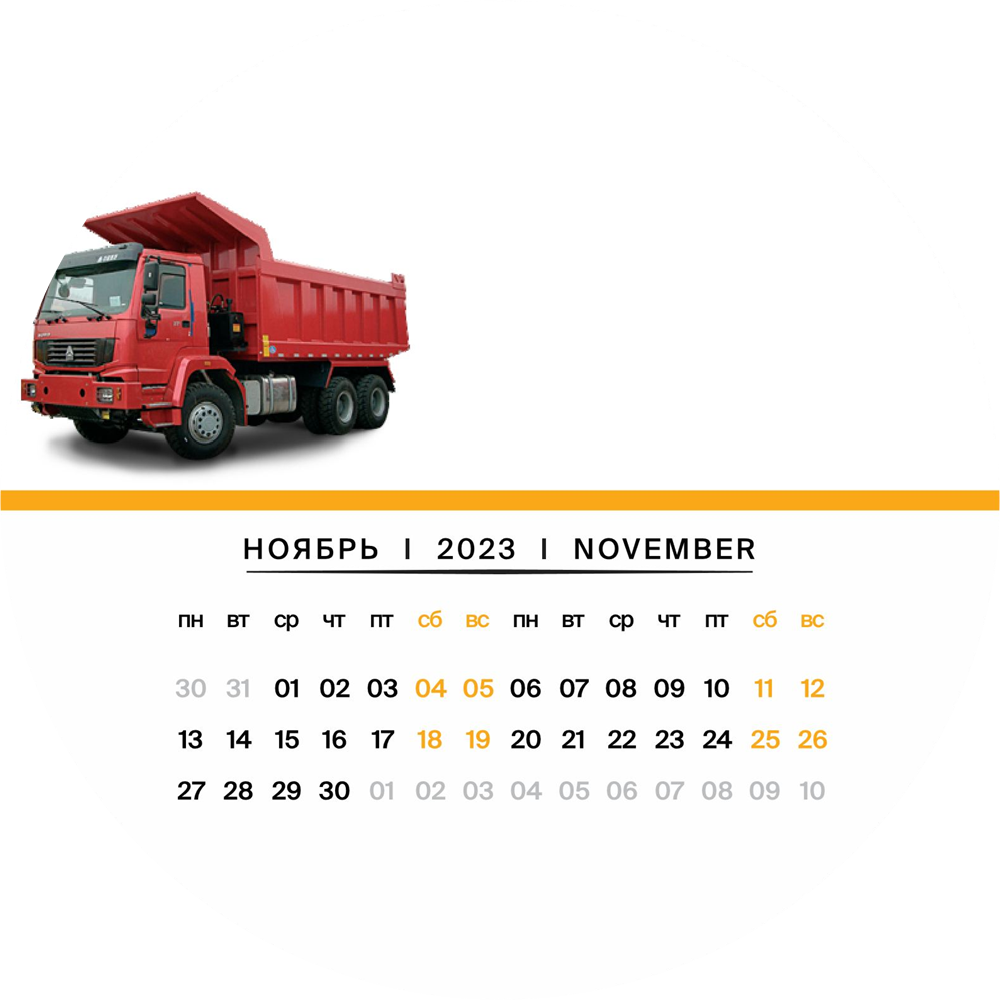 НОЯБРЬ I 2023 I NOVEMBER
пн вт ср чт пт сб вс пн вт ср чт пт сб вс
30 31 01 02 03 04 05 06 07 08 09 10 11 12
13 14 15 16 17 18 19 20 21 22 23 24 25 26
27 28 29 30 01 02 03 04 05 06 07 08 09 10